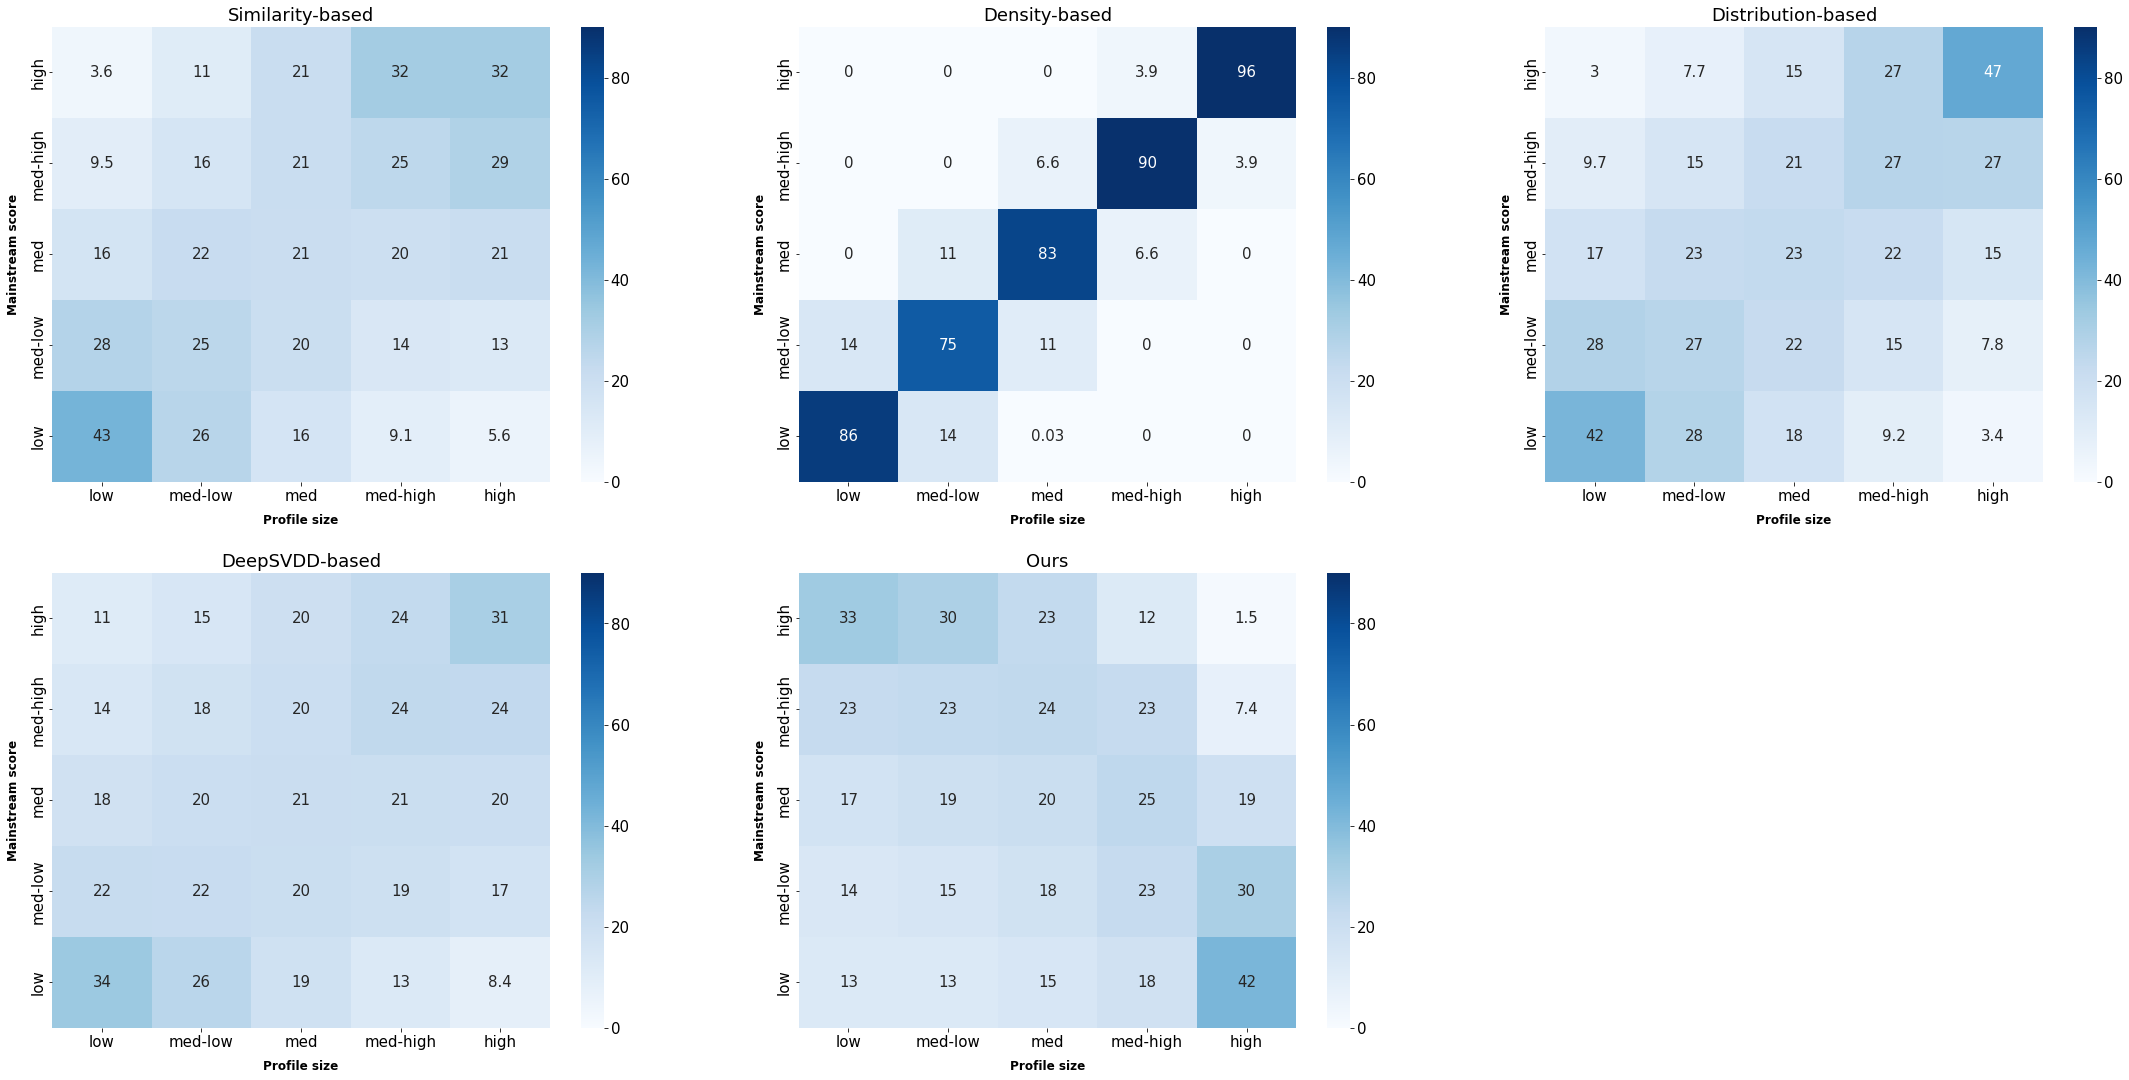 Similarity-based
Density-based
Distribution-based
high 3.6 11 21 32 32 80
high 0 0 0 3.9 96 80
high 3 7.7 15 27 47 80
med-high 9.5 16 21 25 29 60
med-high 0 0 6.6 90 3.9 60
med-high 9.7 15 21 27 27 60
Mainstream score
Mainstream score
Mainstream score
med 16 22 21 20 21 40
med 0 11 83 6.6 0 40
med 17 23 23 22 15 40
med-low 28 25 20 14 13 20
med-low 14 75 11 0 0 20
med-low 28 27 22 15 7.8 20
low 43 26 16 9.1 5.6 0
low 86 14 0.03 0 0 0
low 42 28 18 9.2 3.4 0
low med-low med med-high high
low med-low med med-high high
low med-low med med-high high
Profile size
Profile size
Profile size
DeepSVDD-based
Ours
high 11 15 20 24 31 80
high 33 30 23 12 1.5 80
med-high 14 18 20 24 24 60
med-high 23 23 24 23 7.4 60
Mainstream score
Mainstream score
med 18 20 21 21 20 40
med 17 19 20 25 19 40
med-low 22 22 20 19 17 20
med-low 14 15 18 23 30 20
low 34 26 19 13 8.4 0
low 13 13 15 18 42 0
low med-low med med-high high
low med-low med med-high high
Profile size
Profile size